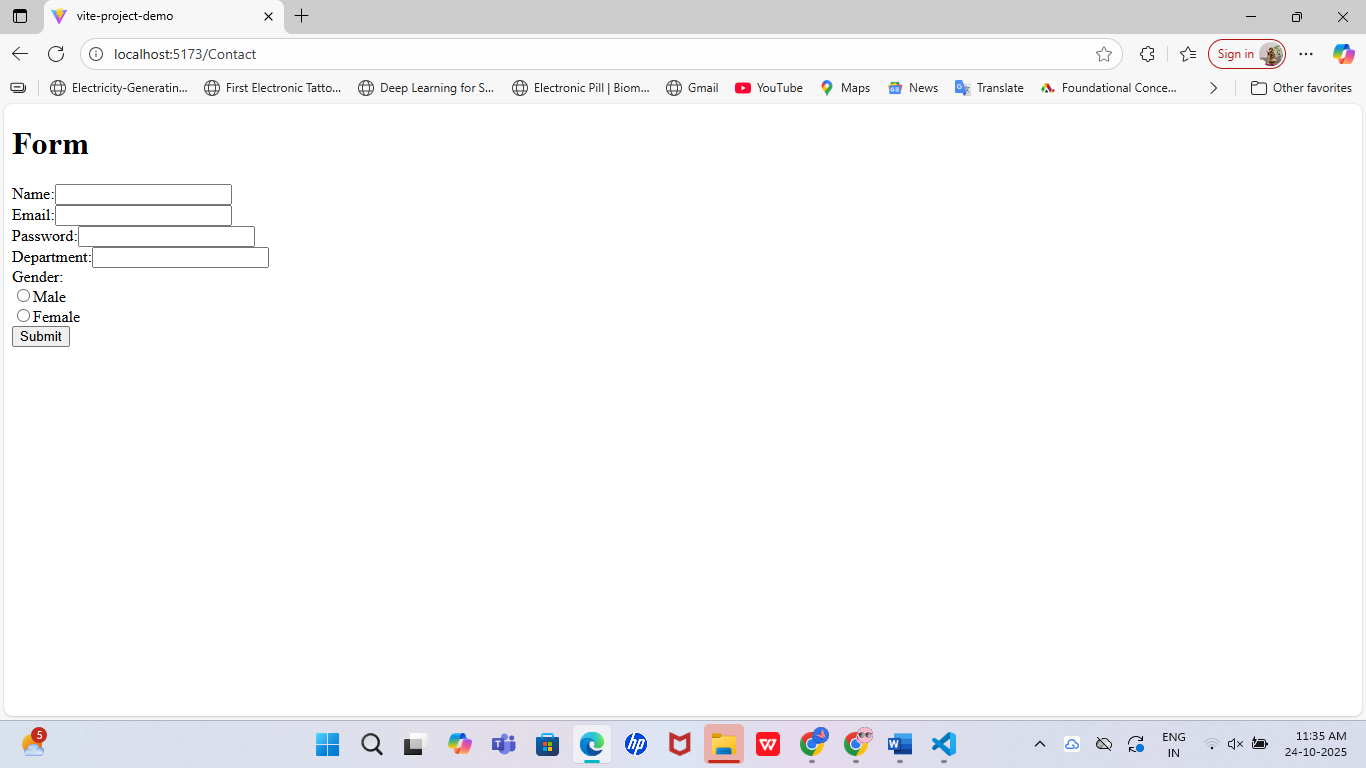 vite-project-demo
localhost:5173/Contact
Sign in
Electricity-Generatin...
First Electronic Tatto...
Deep Learning for S...
Electronic Pill | Biom...
Gmail
YouTube
Maps
News
Translate
Foundational Conce...
Other favorites
Form
Name:
Email:
Password:
Department:
Gender:
Male
Female
Submit
5
hp
W
W
ENG
IN
11:35 AM
24-10-2025